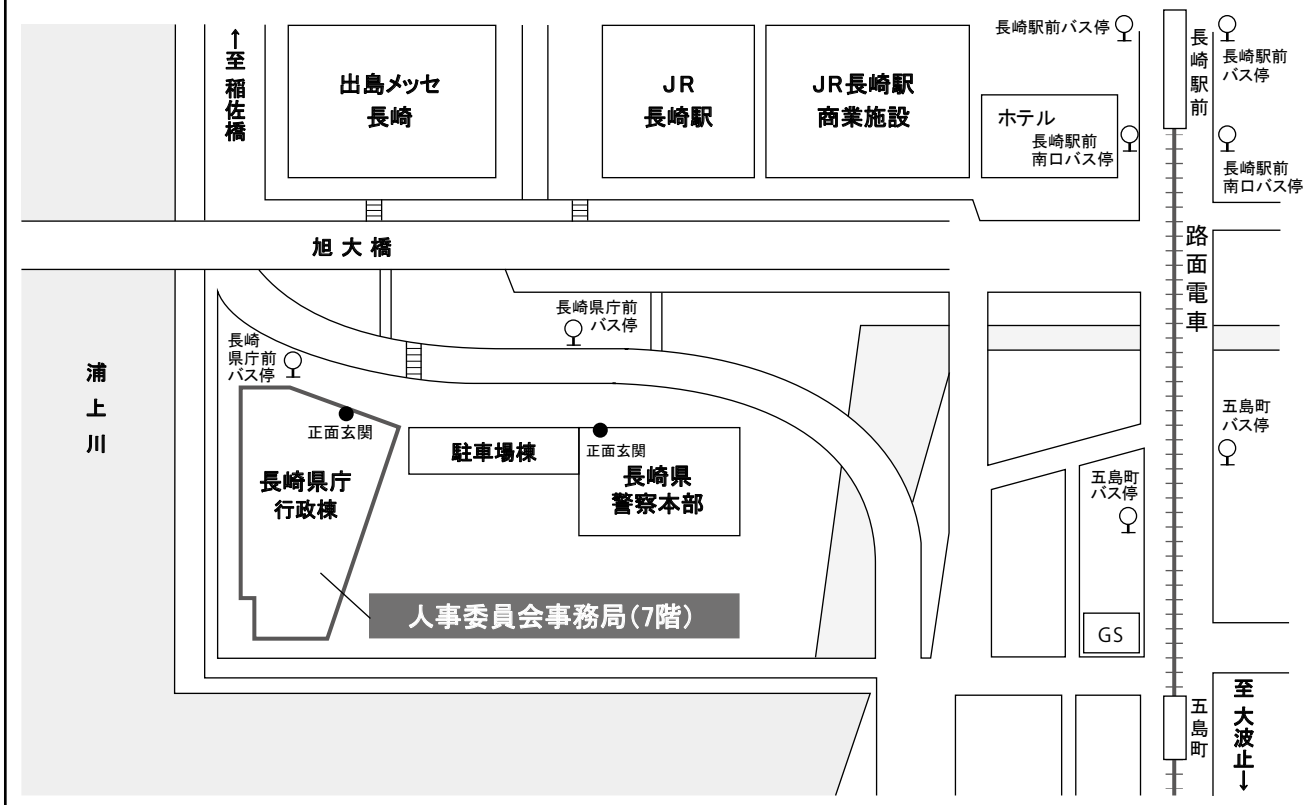 ↑至 稲佐橋
出島メッセ
長崎
JR
長崎駅
JR長崎駅
商業施設
長崎駅前バス停
ホテル
長崎駅前
南口バス停
長崎駅前
長崎駅前
バス停
長崎駅前
南口バス停
旭大橋
路面電車
長崎県庁前
バス停
長崎
県庁前
バス停
浦上川
正面玄関
長崎県庁
行政棟
駐車場棟
正面玄関
長崎県
警察本部
五島町
バス停
五島町
バス停
人事委員会事務局(7階)
GS
五島町
至 大波止↓